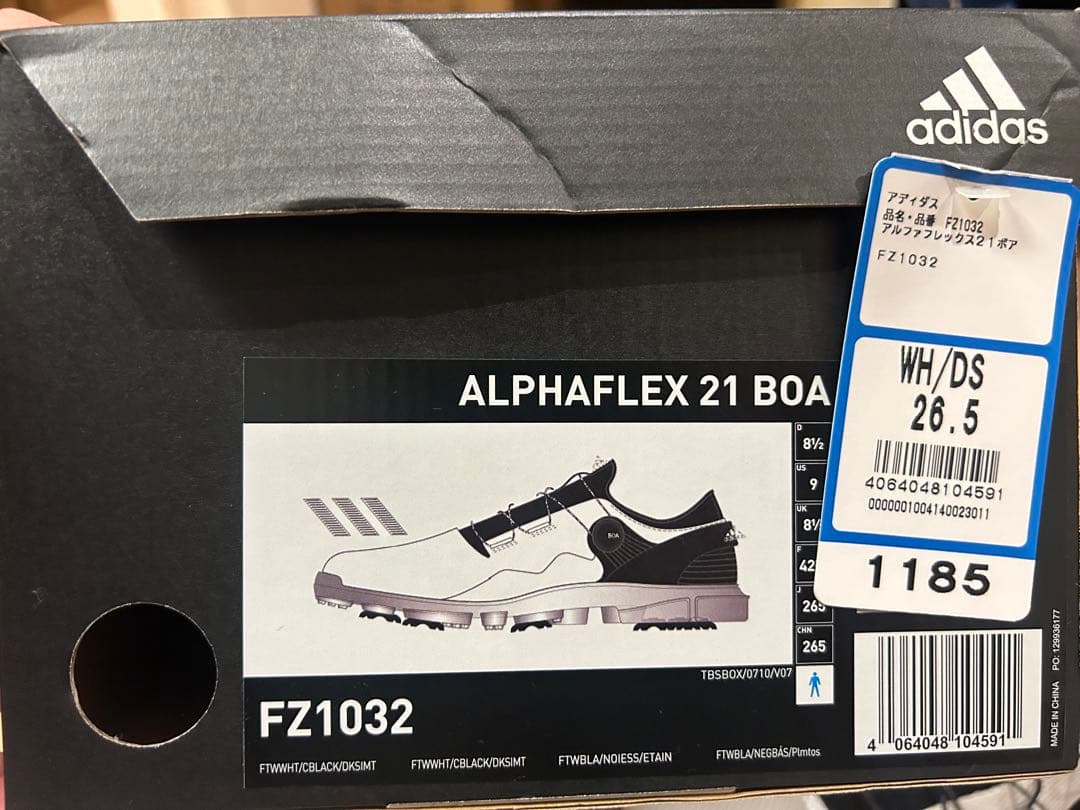 adidas
アディダス
品名・品番 FZ1032
アルファフレックス21ボア
FZ1032
WH/DS
26.5
4064048104591
0000001004140023011
1185
ALPHAFLEX 21 BOA
D
8½
US
9
UK
F
J
265
CHN
265
BOA
adidas
TBSBOX/0710/V07
FZ1032
FTWWHT/CBLACK/DKSIMT
FTWWHT/CBLACK/DKSIMT
FTWBLA/NOIESS/ETAIN
FTWBLA/NEGBÁS/Plmtos
4 064048 104591
MADE IN CHINA PO: 129936177